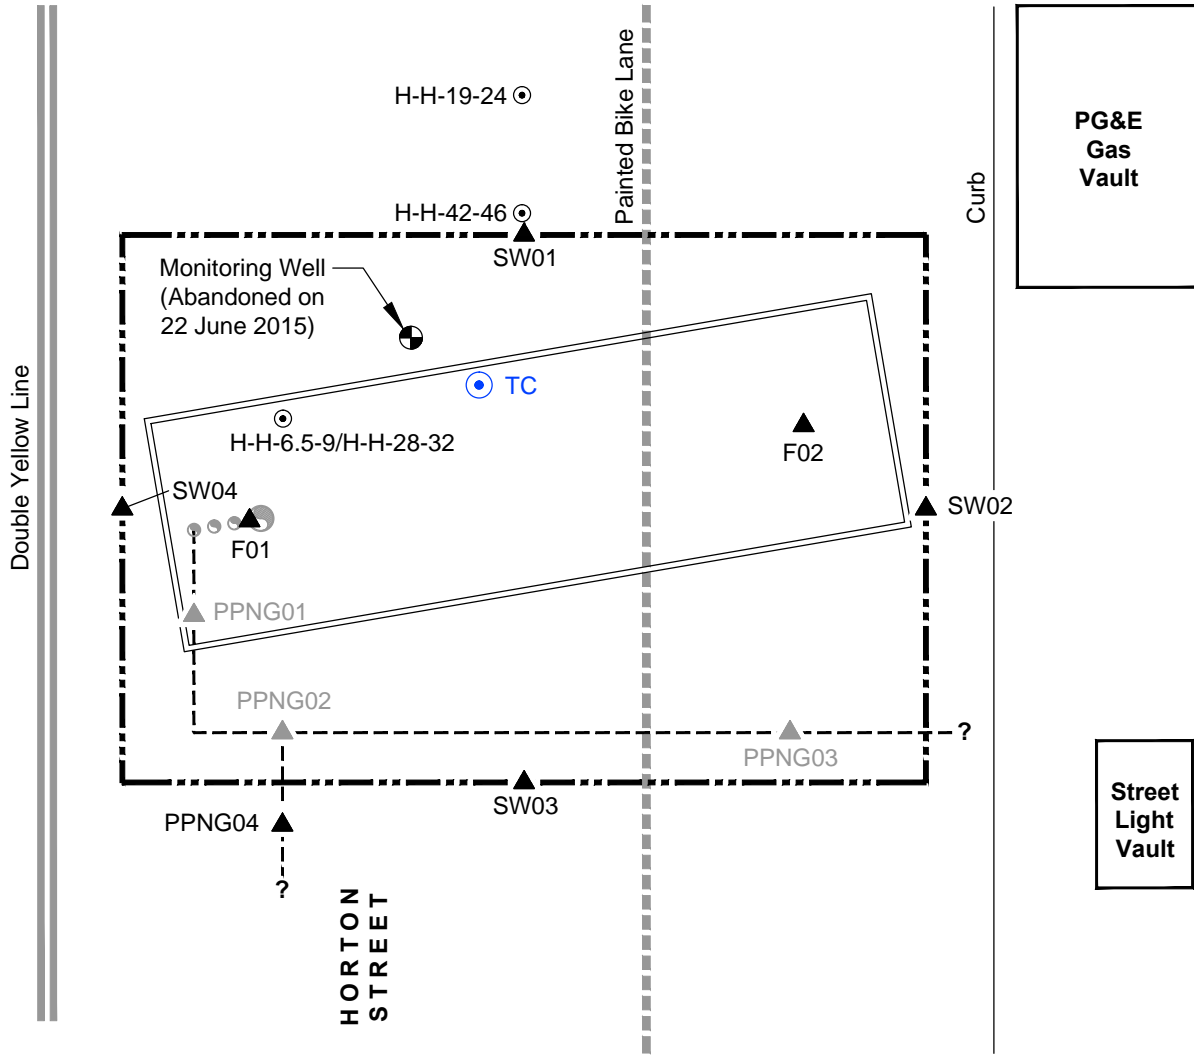 H-H-19-24
Painted Bike Lane
PG&E
Gas
Vault
Curb
H-H-42-46
SW01
Monitoring Well
(Abandoned on
22 June 2015)
TC
Double Yellow Line
H-H-6.5-9/H-H-28-32
F02
SW04
SW02
F01
PPNG01
PPNG02
?
PPNG03
SW03
Street
Light
Vault
PPNG04
?
HORTON
STREET